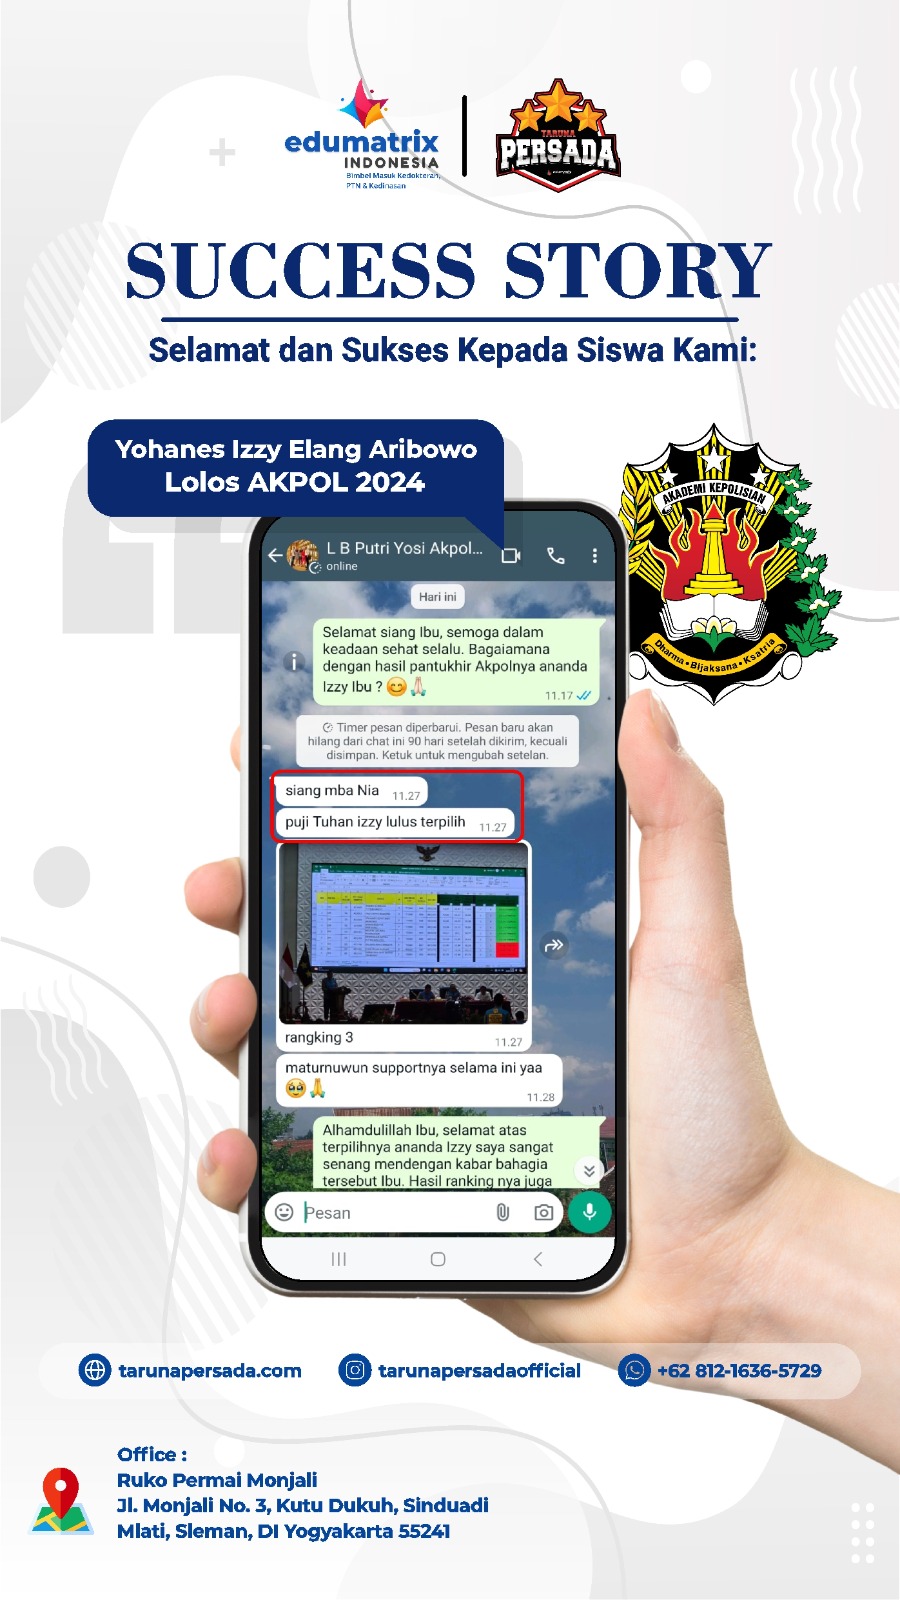 edumatrix
INDONESIA
Bimbel Masuk Kedokteran,
PTN & Kedinasan
TARUNA
PERSADA
SUCCESS STORY
Selamat dan Sukses Kepada Siswa Kami:
Yohanes Izzy Elang Aribowo
Lolos AKPOL 2024
AKADEMI KEPOLISIAN
Dharma • Bijaksana • Ksatria
L B Putri Yosi Akpol...
online
Hari ini
Selamat siang Ibu, semoga dalam
keadaan sehat selalu. Bagaiamana
dengan hasil pantukhir Akpolnya ananda
Izzy Ibu ? 😊🙏🏻
11.17
Timer pesan diperbarui. Pesan baru akan
hilang dari chat ini 90 hari setelah dikirim, kecuali
disimpan. Ketuk untuk mengubah setelan.
siang mba Nia 11.27
puji Tuhan izzy lulus terpilih 11.27
rangking 3 11.27
maturnuwun supportnya selama ini yaa
🥹🙏 11.28
Alhamdulillah Ibu, selamat atas
terpilihnya ananda Izzy saya sangat
senang mendengan kabar bahagia
tersebut Ibu. Hasil ranking nya juga
Pesan
tarunapersada.com
tarunapersadaofficial
+62 812-1636-5729
Office :
Ruko Permai Monjali
Jl. Monjali No. 3, Kutu Dukuh, Sinduadi
Mlati, Sleman, DI Yogyakarta 55241